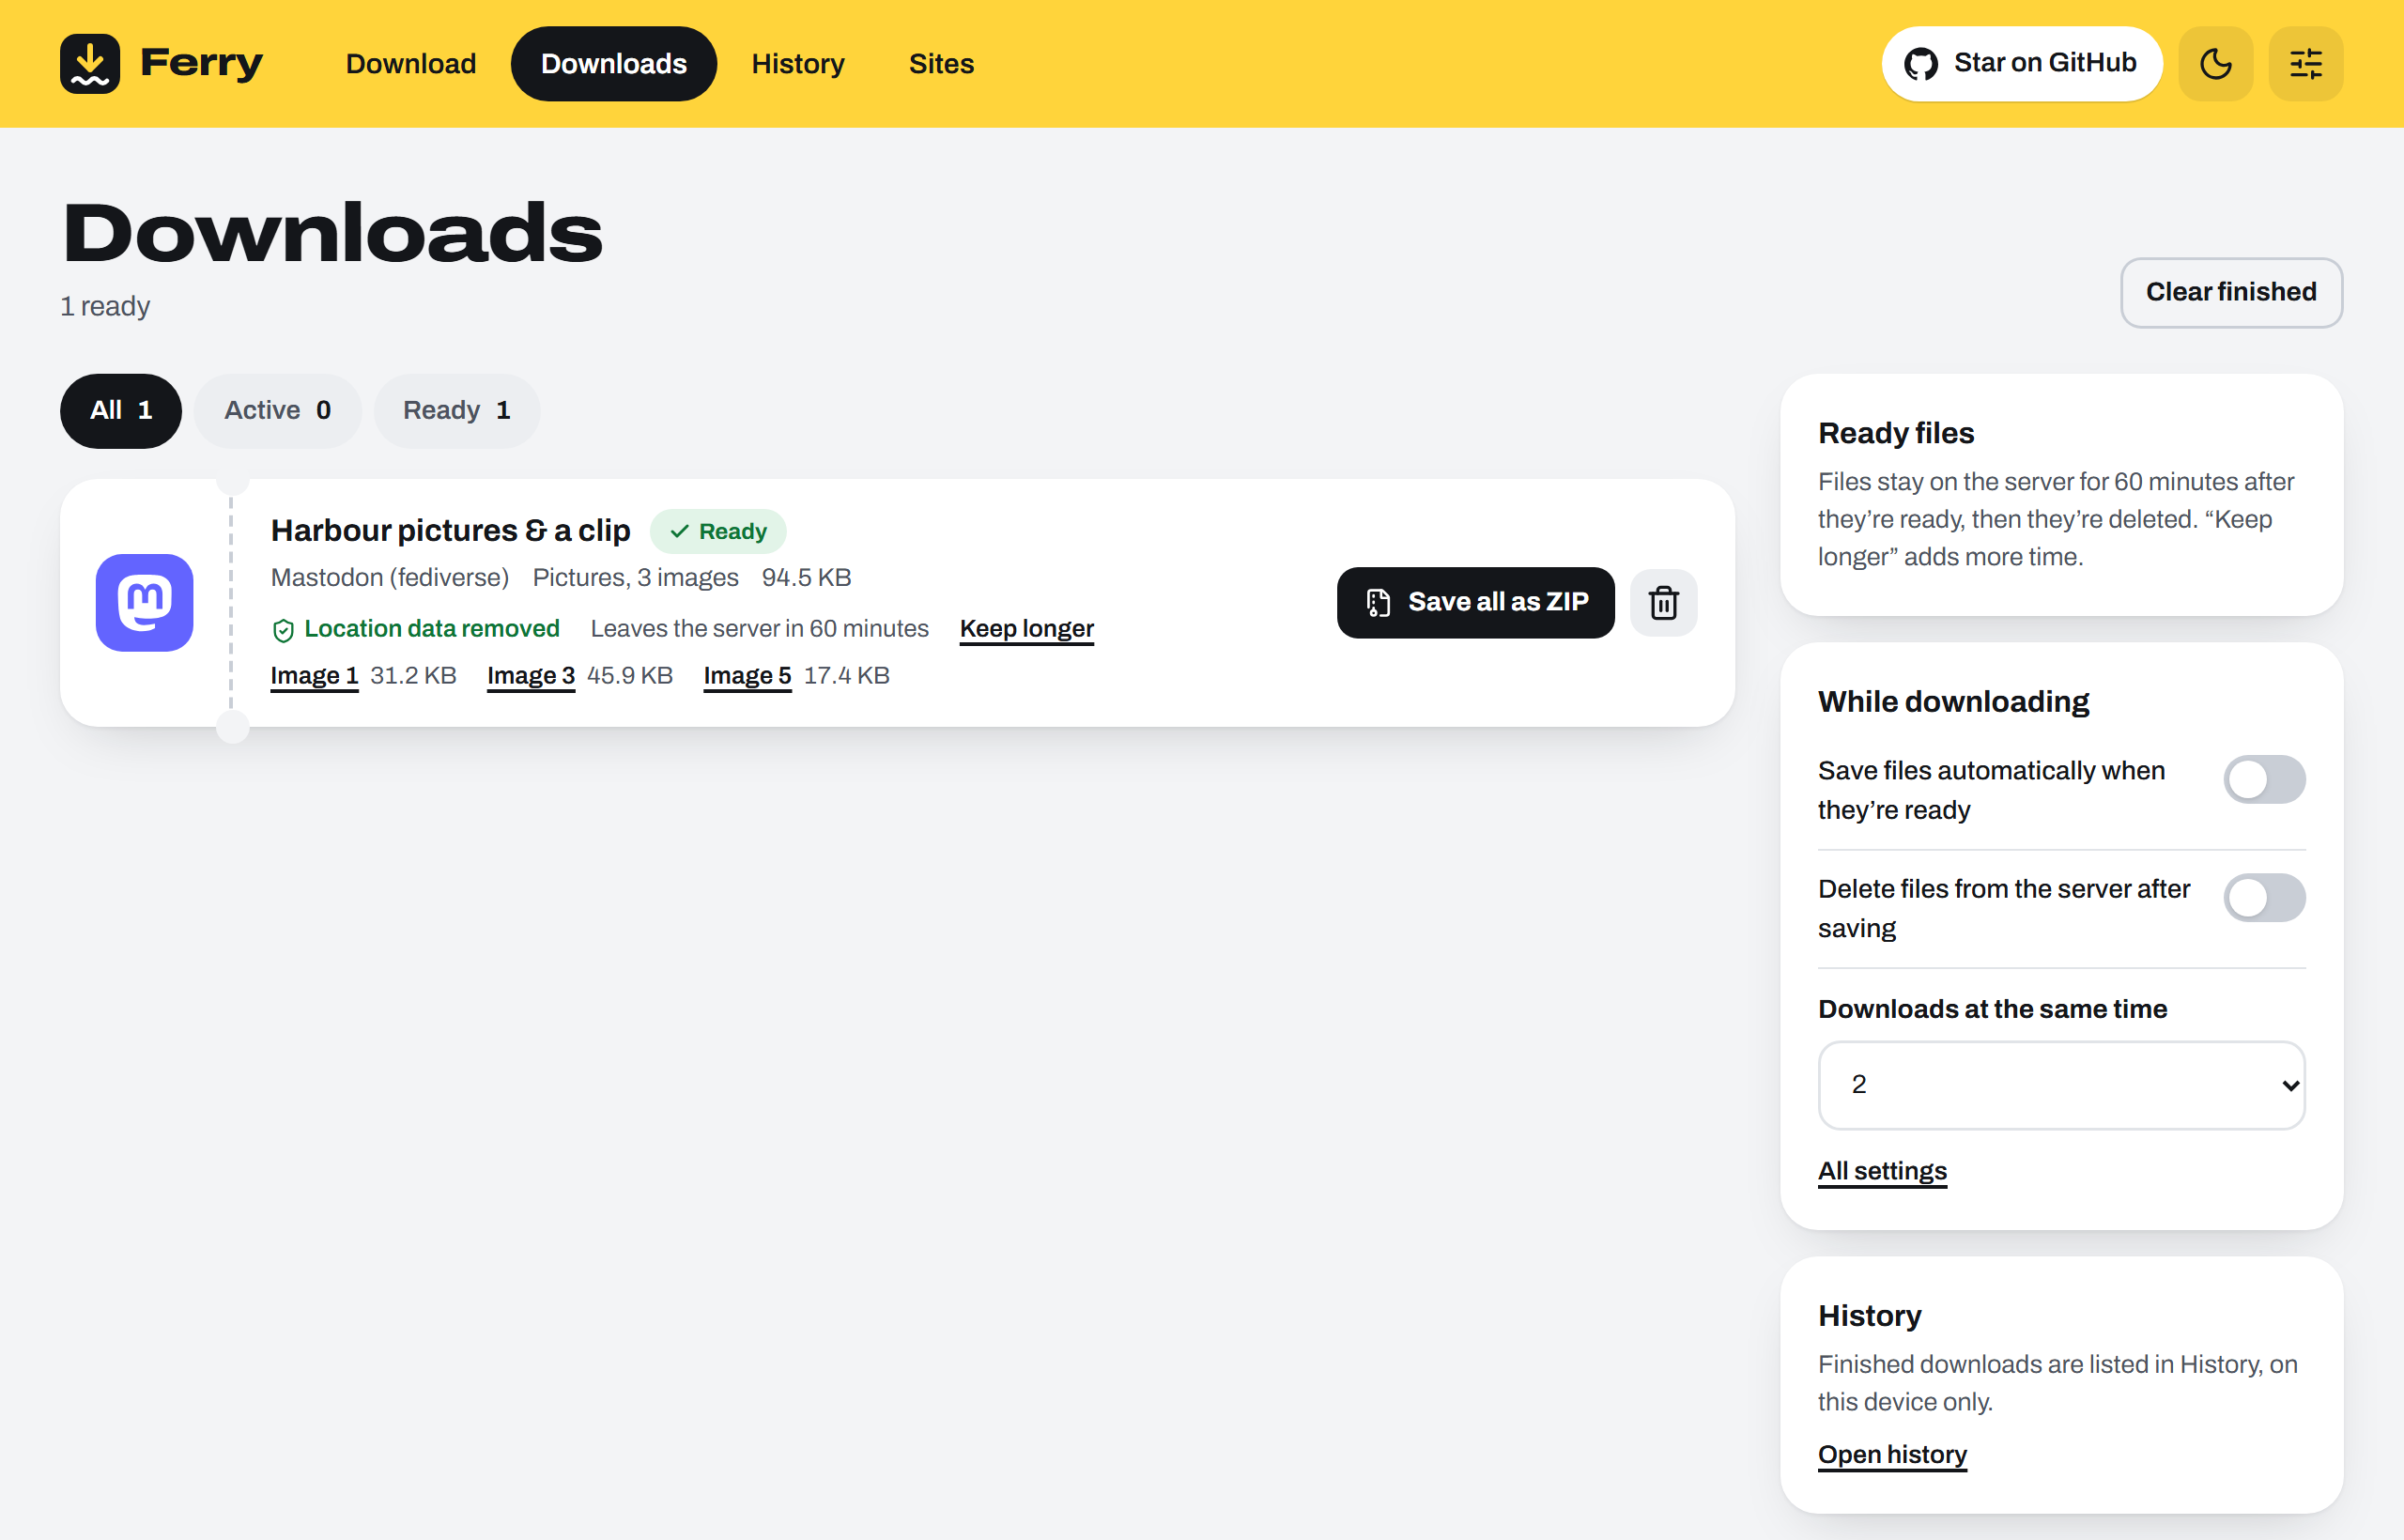 Ferry
Download
Downloads
History
Sites
Star on GitHub
Downloads
1 ready
Clear finished
All 1
Active 0
Ready 1
Harbour pictures & a clip
Ready
Mastodon (fediverse) Pictures, 3 images 94.5 KB
Location data removed Leaves the server in 60 minutes Keep longer
Image 1 31.2 KB Image 3 45.9 KB Image 5 17.4 KB
Save all as ZIP
Ready files
Files stay on the server for 60 minutes after
they’re ready, then they’re deleted. “Keep
longer” adds more time.
While downloading
Save files automatically when
they’re ready
Delete files from the server after
saving
Downloads at the same time
2
All settings
History
Finished downloads are listed in History, on
this device only.
Open history